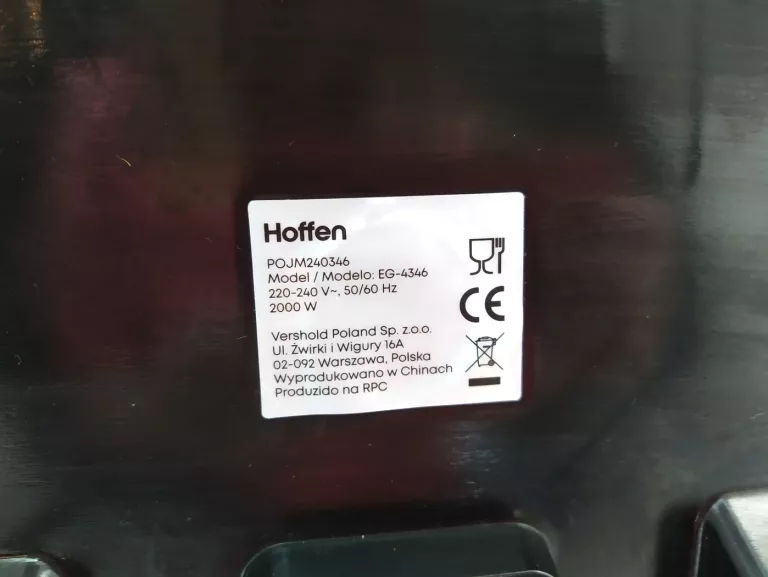 Hoffen
POJM240346
Model / Modelo: EG-4346
220-240 V~, 50/60 Hz
2000 W
Vershold Poland Sp. z.o.o.
Ul. Żwirki i Wigury 16A
02-092 Warszawa, Polska
Wyprodukowano w Chinach
Produzido na RPC
CE